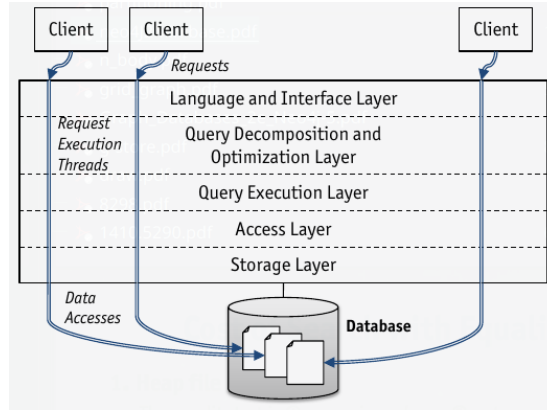 Client
Client
Client
Requests
Language and Interface Layer
Request
Execution
Threads
Query Decomposition and
Optimization Layer
Query Execution Layer
Access Layer
Storage Layer
Data
Accesses
Database